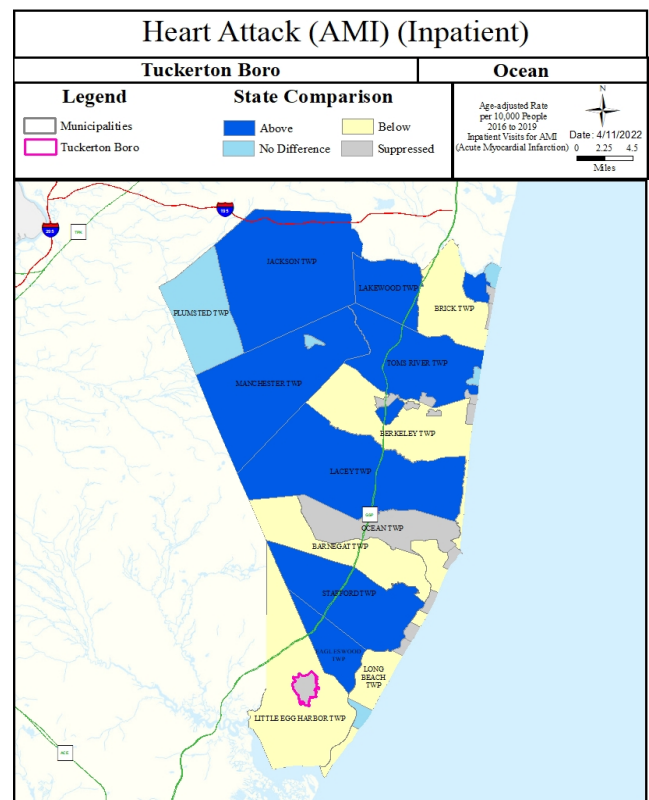 Heart Attack (AMI) (Inpatient)
Tuckerton Boro
Ocean
Legend
Municipalities
Tuckerton Boro
State Comparison
Above
Below
No Difference
Suppressed
Age-adjusted Rate
per 10,000 People
2016 to 2019
Inpatient Visits for AMI
(Acute Myocardial Infarction)
N
Date: 4/11/2022
0 2.25 4.5
Miles
JACKSON TWP
LAKEWOOD TWP
PLUMSTED TWP
BRICK TWP
TOMS RIVER TWP
MANCHESTER TWP
BERKELEY TWP
LACEY TWP
GSP
OCEAN TWP
BARNEGAT TWP
STAFFORD TWP
TWP
LONG
BEACH
TWP
LITTLE EGG HARBOR TWP